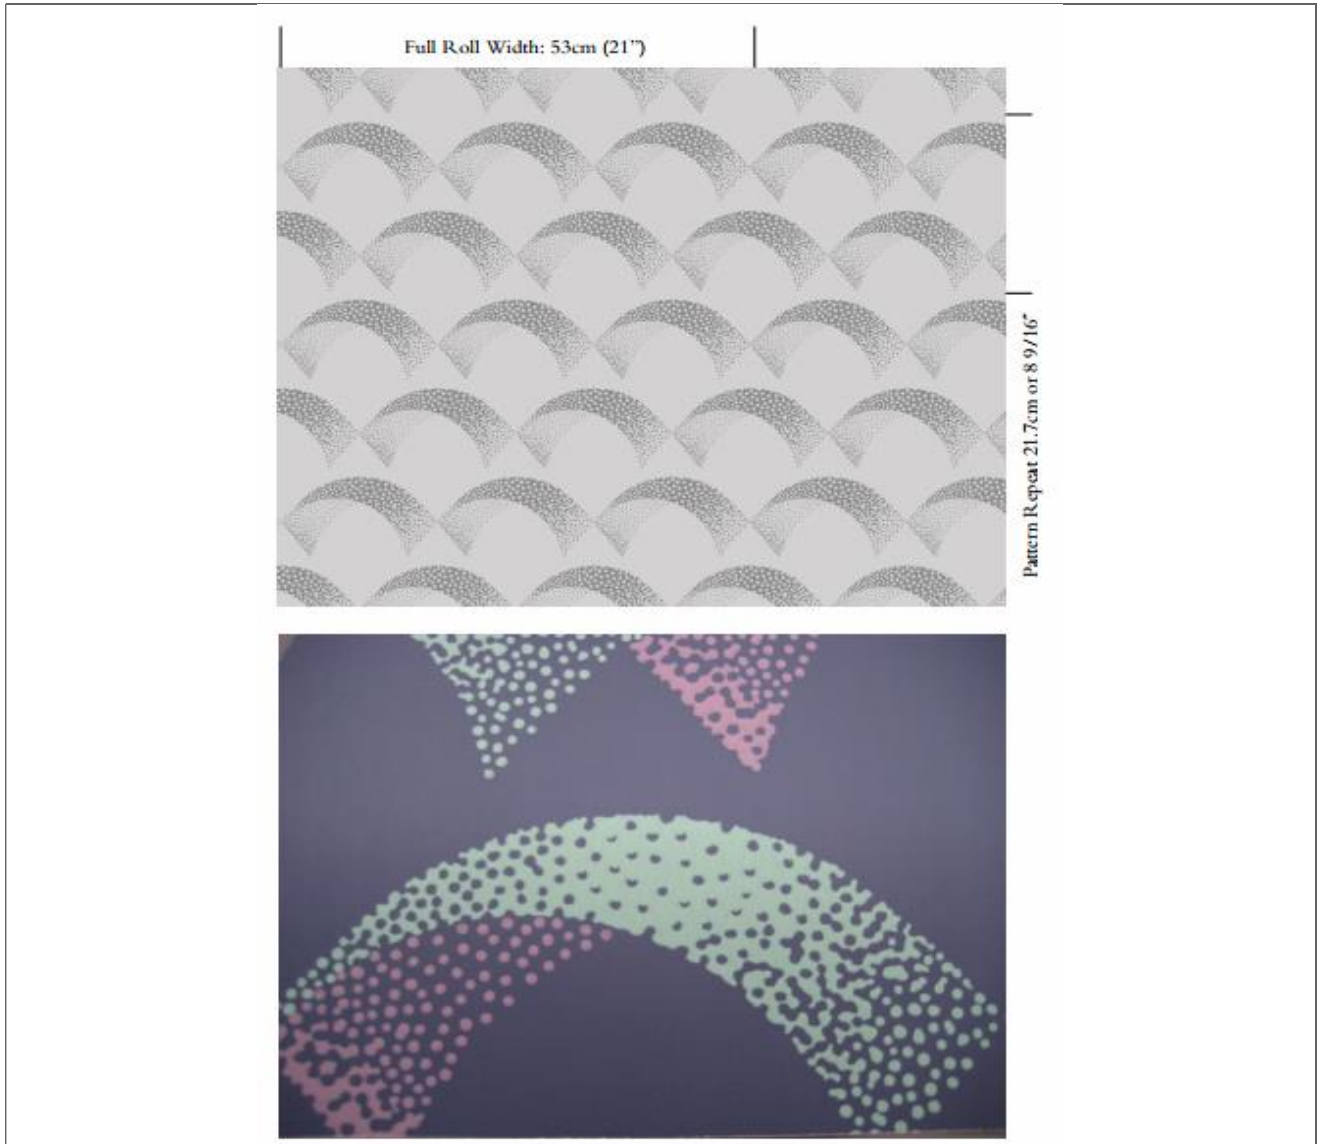 Full Roll Width: 53cm (21”)
Pattern Repeat 21.7cm or 8 9/16"